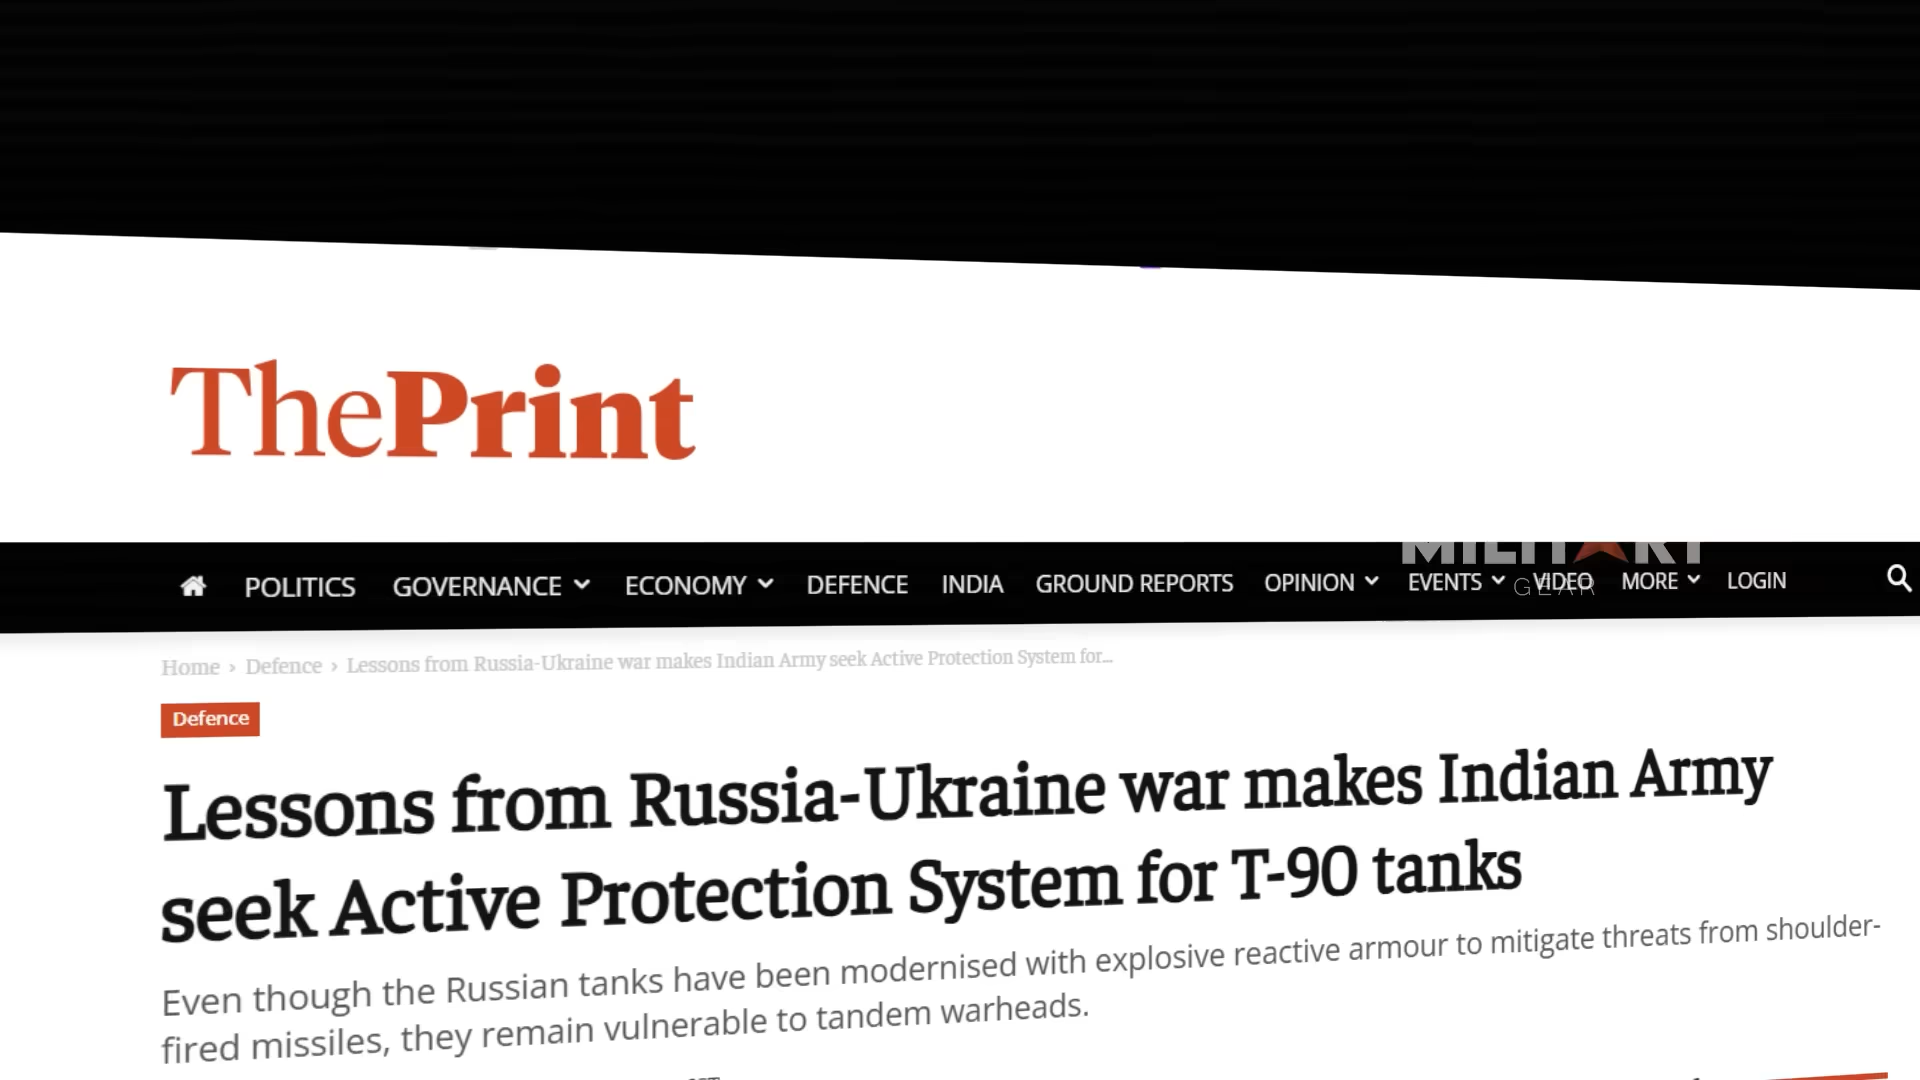 ThePrint
POLITICS GOVERNANCE ECONOMY DEFENCE INDIA GROUND REPORTS OPINION EVENTS VIDEO MORE LOGIN
MILITARY
GEAR
Home › Defence › Lessons from Russia-Ukraine war makes Indian Army seek Active Protection System for...
Defence
Lessons from Russia-Ukraine war makes Indian Army
seek Active Protection System for T-90 tanks
Even though the Russian tanks have been modernised with explosive reactive armour to mitigate threats from shoulder-
fired missiles, they remain vulnerable to tandem warheads.